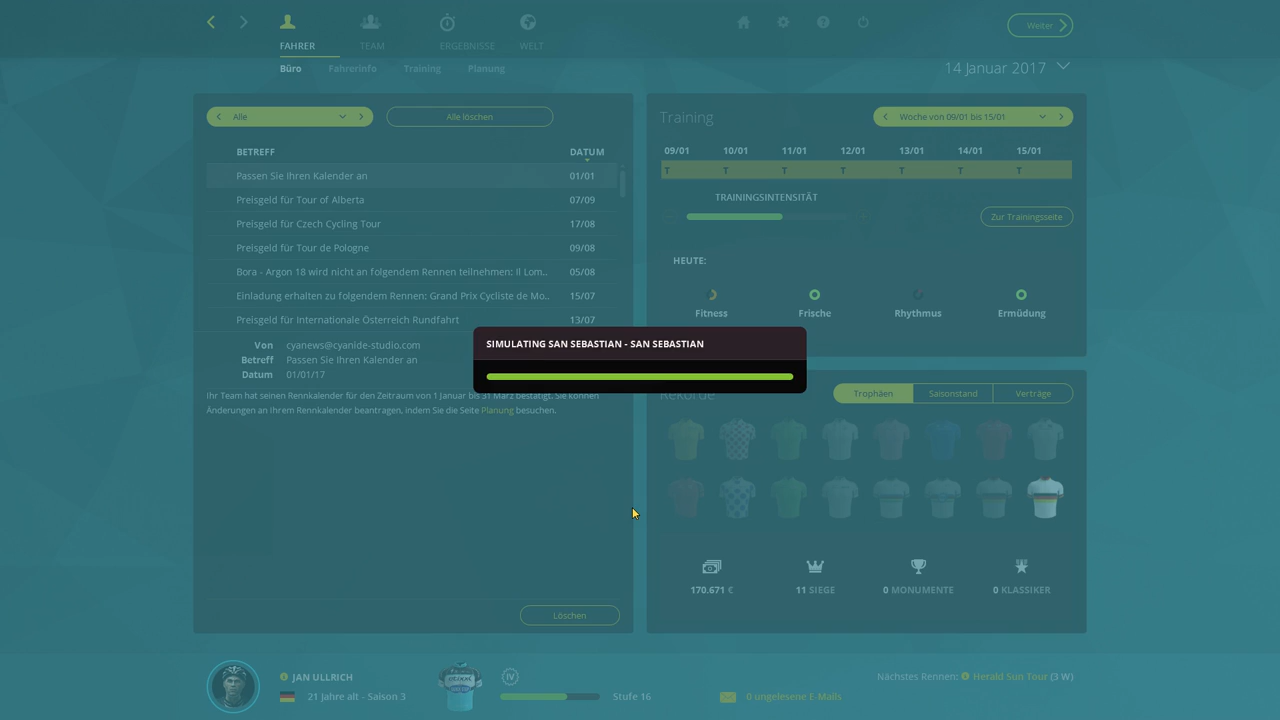 FAHRER
TEAM
ERGEBNISSE
WELT
Weiter
Büro
Fahrerinfo
Training
Planung
14 Januar 2017
Alle
Alle löschen
BETREFF
DATUM
Passen Sie Ihren Kalender an
01/01
Preisgeld für Tour of Alberta
07/09
Preisgeld für Czech Cycling Tour
17/08
Preisgeld für Tour de Pologne
09/08
Bora - Argon 18 wird nicht an folgendem Rennen teilnehmen: Il Lom..
05/08
Einladung erhalten zu folgendem Rennen: Grand Prix Cycliste de Mo..
15/07
Preisgeld für Internationale Österreich Rundfahrt
13/07
Von cyanews@cyanide-studio.com
Betreff Passen Sie Ihren Kalender an
Datum 01/01/17
Ihr Team hat seinen Rennkalender für den Zeitraum von 1 Januar bis 31 März bestätigt. Sie können
Änderungen an Ihrem Rennkalender beantragen, indem Sie die Seite Planung besuchen.
Löschen
Training
Woche von 09/01 bis 15/01
09/01 10/01 11/01 12/01 13/01 14/01 15/01
T T T T T T T
TRAININGSINTENSITÄT
Zur Trainingsseite
HEUTE:
Fitness
Frische
Rhythmus
Ermüdung
SIMULATING SAN SEBASTIAN - SAN SEBASTIAN
Rekorde
Trophäen
Saisonstand
Verträge
170.671 €
11 SIEGE
0 MONUMENTE
0 KLASSIKER
JAN ULLRICH
21 Jahre alt - Saison 3
IV
Stufe 16
0 ungelesene E-Mails
Nächstes Rennen: Herald Sun Tour (3 W)